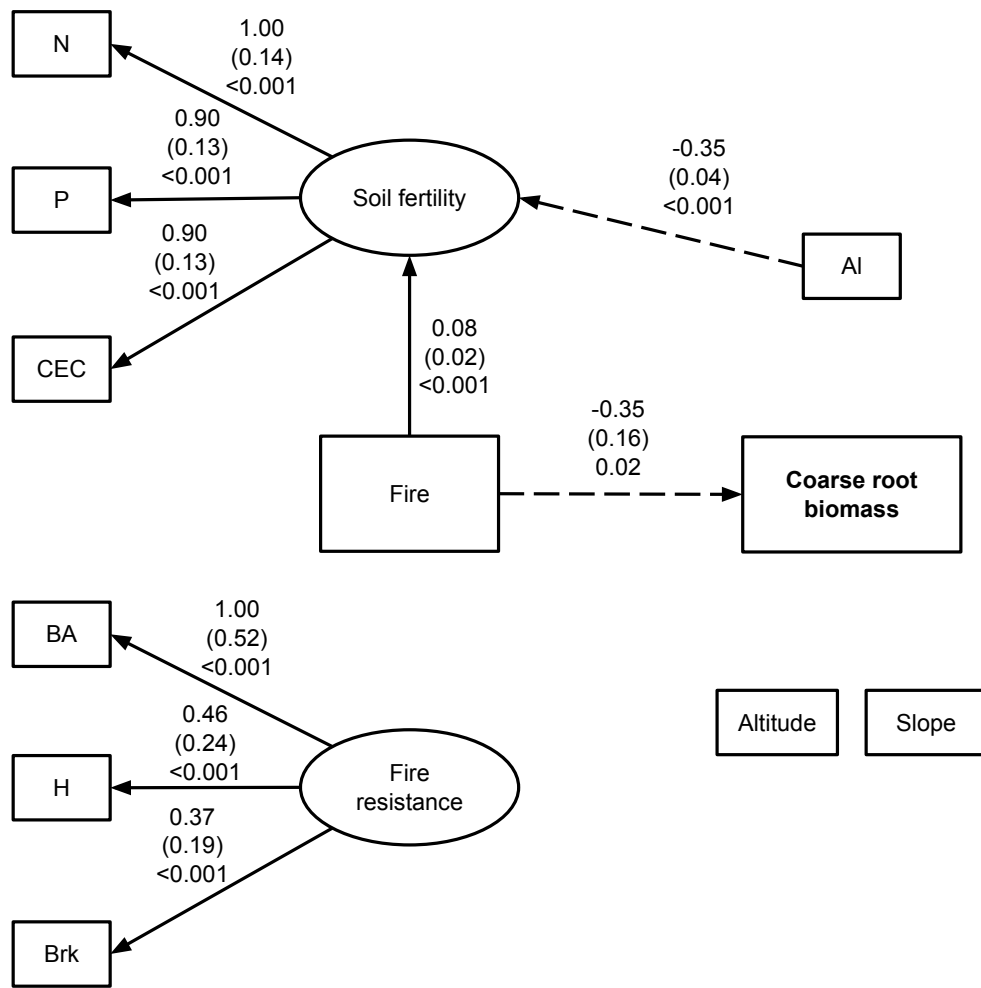 N
1.00
(0.14)
<0.001
0.90
(0.13)
<0.001
P
Soil fertility
-0.35
(0.04)
<0.001
Al
0.90
(0.13)
<0.001
CEC
0.08
(0.02)
<0.001
Fire
-0.35
(0.16)
0.02
Coarse root
biomass
BA
1.00
(0.52)
<0.001
0.46
(0.24)
<0.001
H
Fire
resistance
Altitude
Slope
0.37
(0.19)
<0.001
Brk